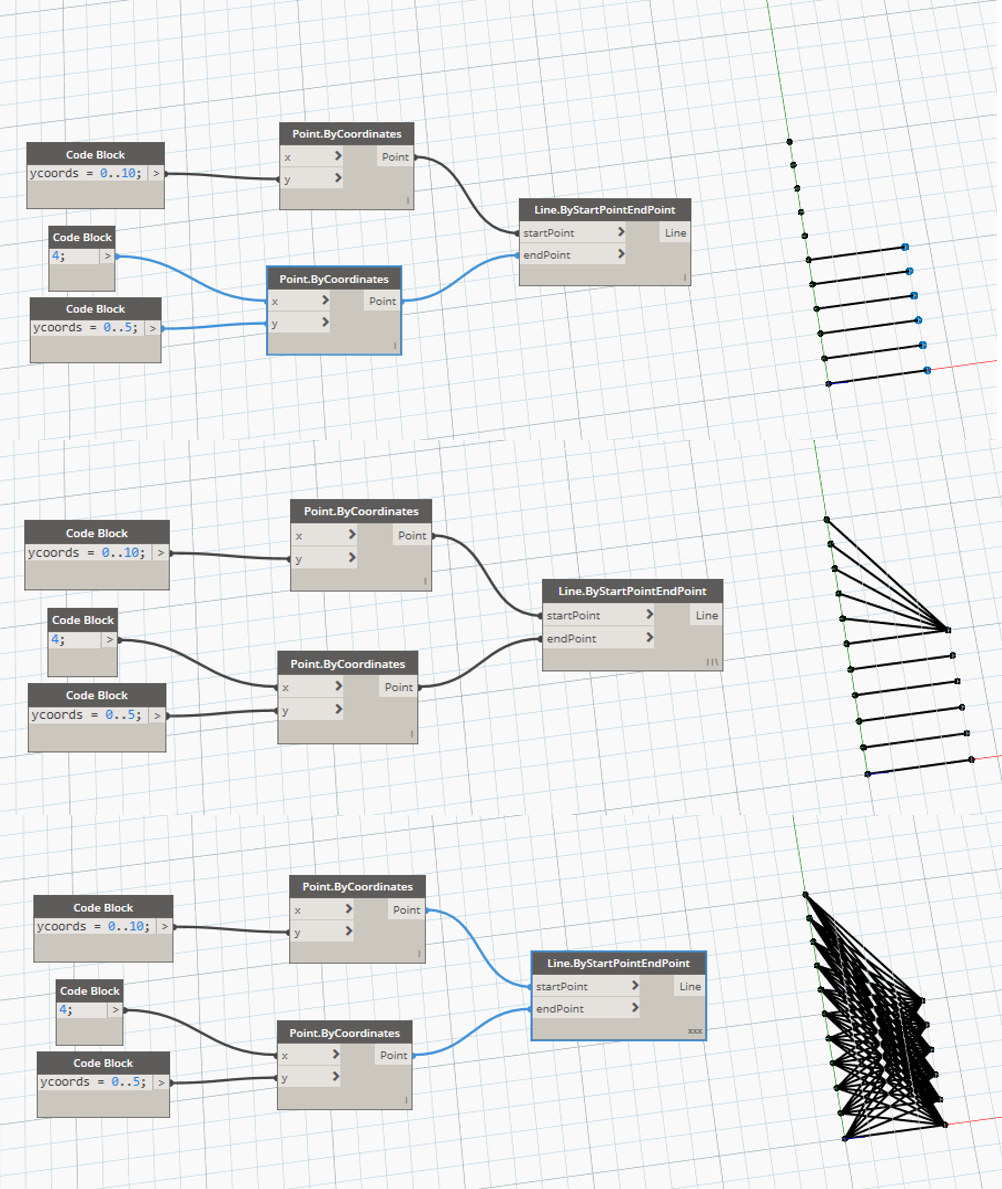 Point.ByCoordinates
x >
Point
y >
|
Code Block
ycoords = 0..10; >
Line.ByStartPointEndPoint
startPoint >
Line
endPoint >
|
Code Block
4; >
Point.ByCoordinates
x >
Point
y >
|
Code Block
ycoords = 0..5; >
Point.ByCoordinates
x >
Point
y >
|
Code Block
ycoords = 0..10; >
Line.ByStartPointEndPoint
startPoint >
Line
endPoint >
||\
Code Block
4; >
Point.ByCoordinates
x >
Point
y >
|
Code Block
ycoords = 0..5; >
Point.ByCoordinates
x >
Point
y >
|
Code Block
ycoords = 0..10; >
Line.ByStartPointEndPoint
startPoint >
Line
endPoint >
xxx
Code Block
4; >
Point.ByCoordinates
x >
Point
y >
|
Code Block
ycoords = 0..5; >